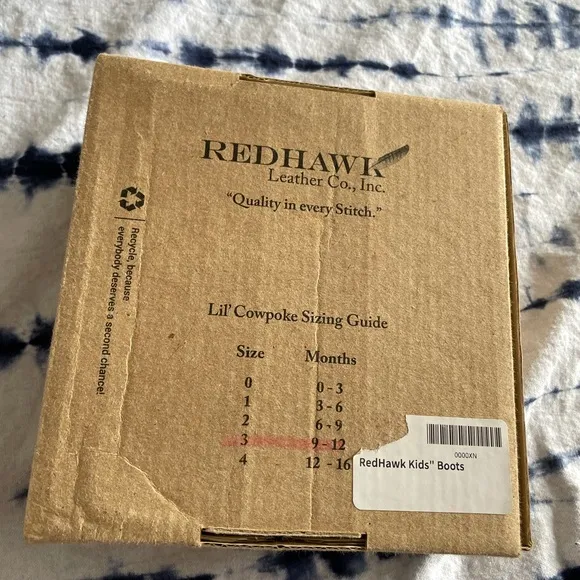 REDHAWK
Leather Co., Inc.
“Quality in every Stitch.”
Recycle, because
everybody deserves a second chance!
Lil’ Cowpoke Sizing Guide
Size Months
0 0 - 3
1 3 - 6
2 6 - 9
3 9 - 12
4 12 - 16
0000XN
RedHawk Kids" Boots